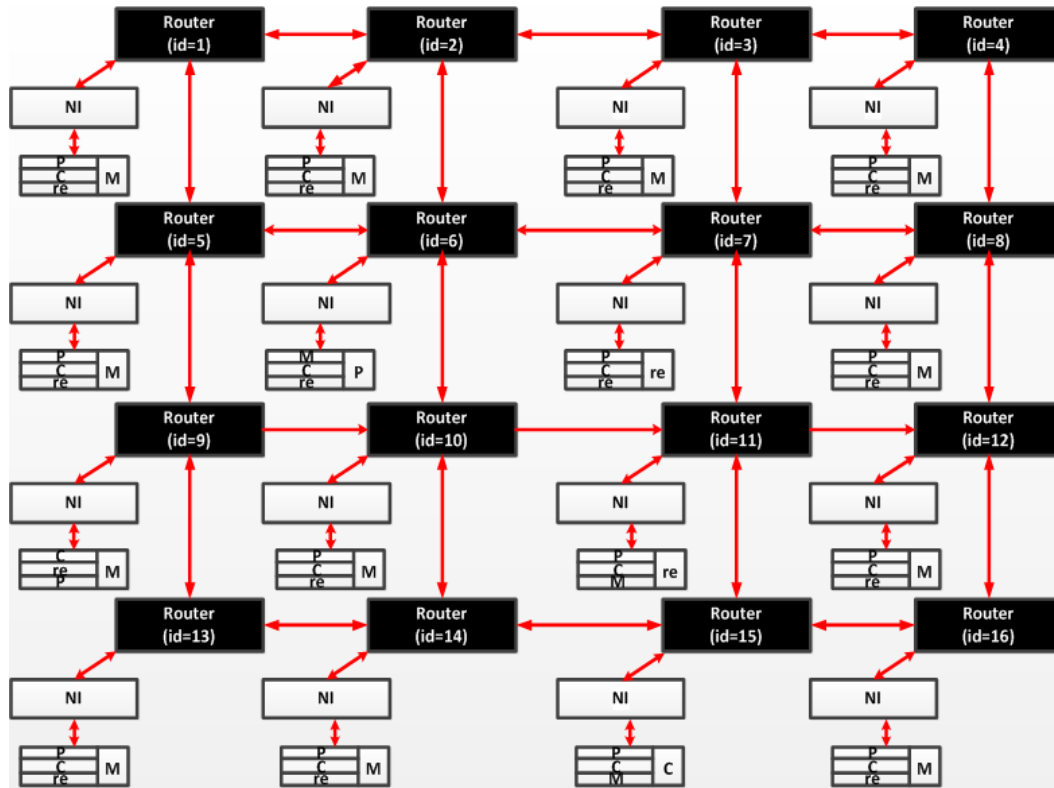 Router
(id=1)
Router
(id=2)
Router
(id=3)
Router
(id=4)
NI
NI
NI
NI
P
C
re
M
P
C
re
M
P
C
re
M
P
C
re
M
Router
(id=5)
Router
(id=6)
Router
(id=7)
Router
(id=8)
NI
NI
NI
NI
P
C
re
M
M
C
re
P
P
C
re
re
P
C
re
M
Router
(id=9)
Router
(id=10)
Router
(id=11)
Router
(id=12)
NI
NI
NI
NI
C
re
P
M
P
C
re
M
P
C
M
re
P
C
re
M
Router
(id=13)
Router
(id=14)
Router
(id=15)
Router
(id=16)
NI
NI
NI
NI
P
C
re
M
P
C
re
M
P
C
M
C
P
C
re
M